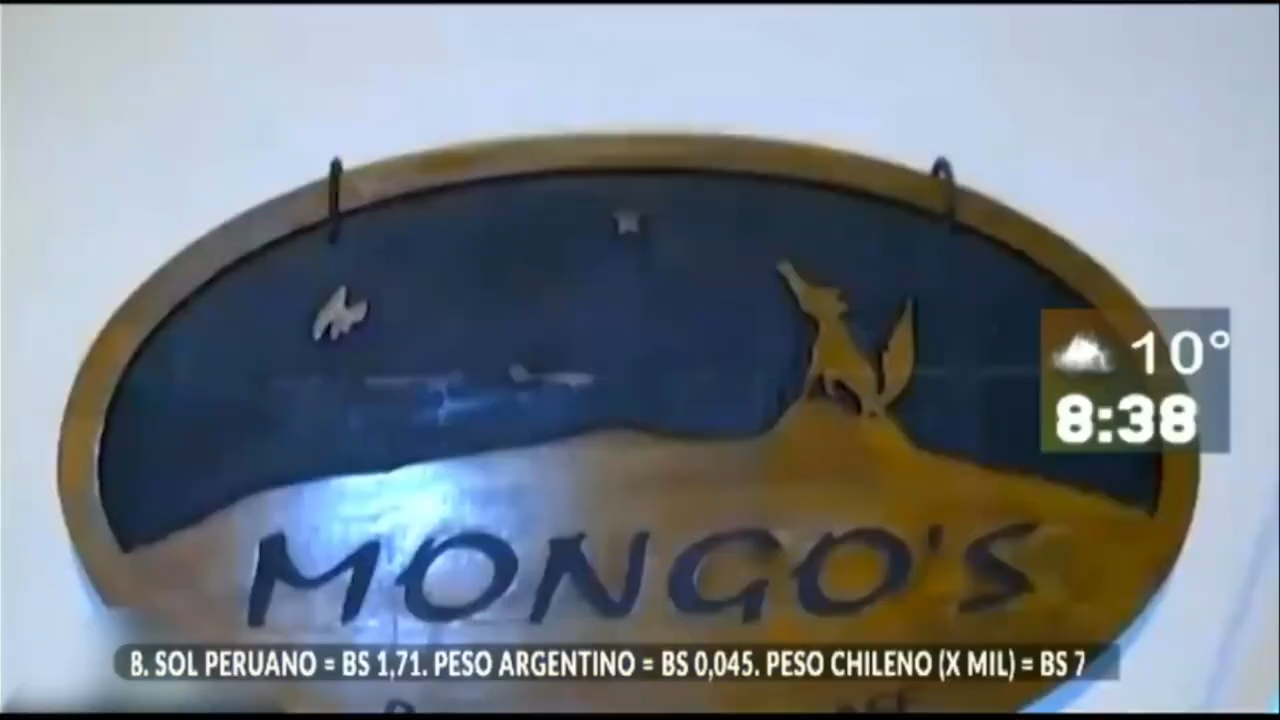 10°
8:38
MONGO'S
8. SOL PERUANO = BS 1,71. PESO ARGENTINO = BS 0,045. PESO CHILENO (X MIL) = BS 7